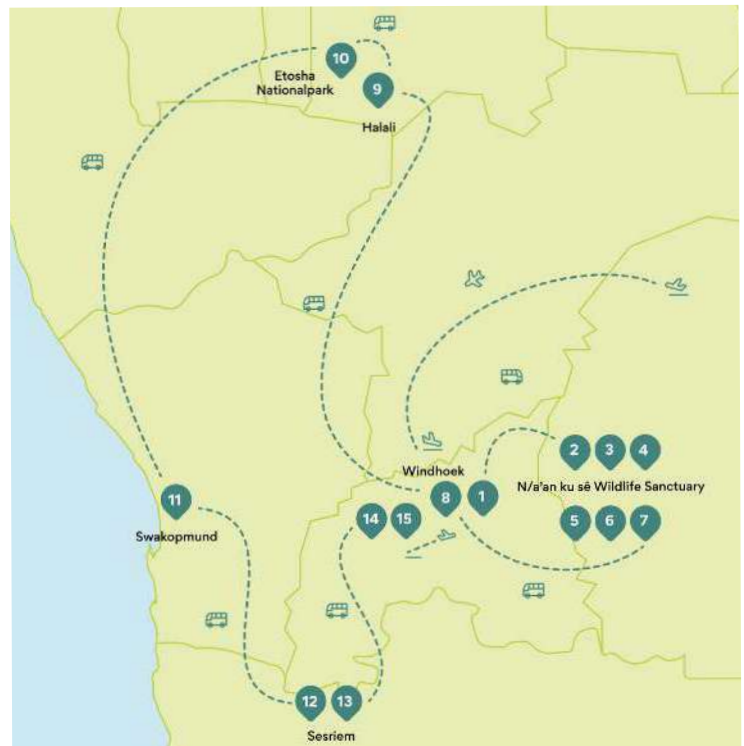 10
Etosha
Nationalpark
9
Halali
Windhoek
8
1
2
3
4
N/a'an ku sê Wildlife Sanctuary
5
6
7
11
Swakopmund
14
15
12
13
Sesriem